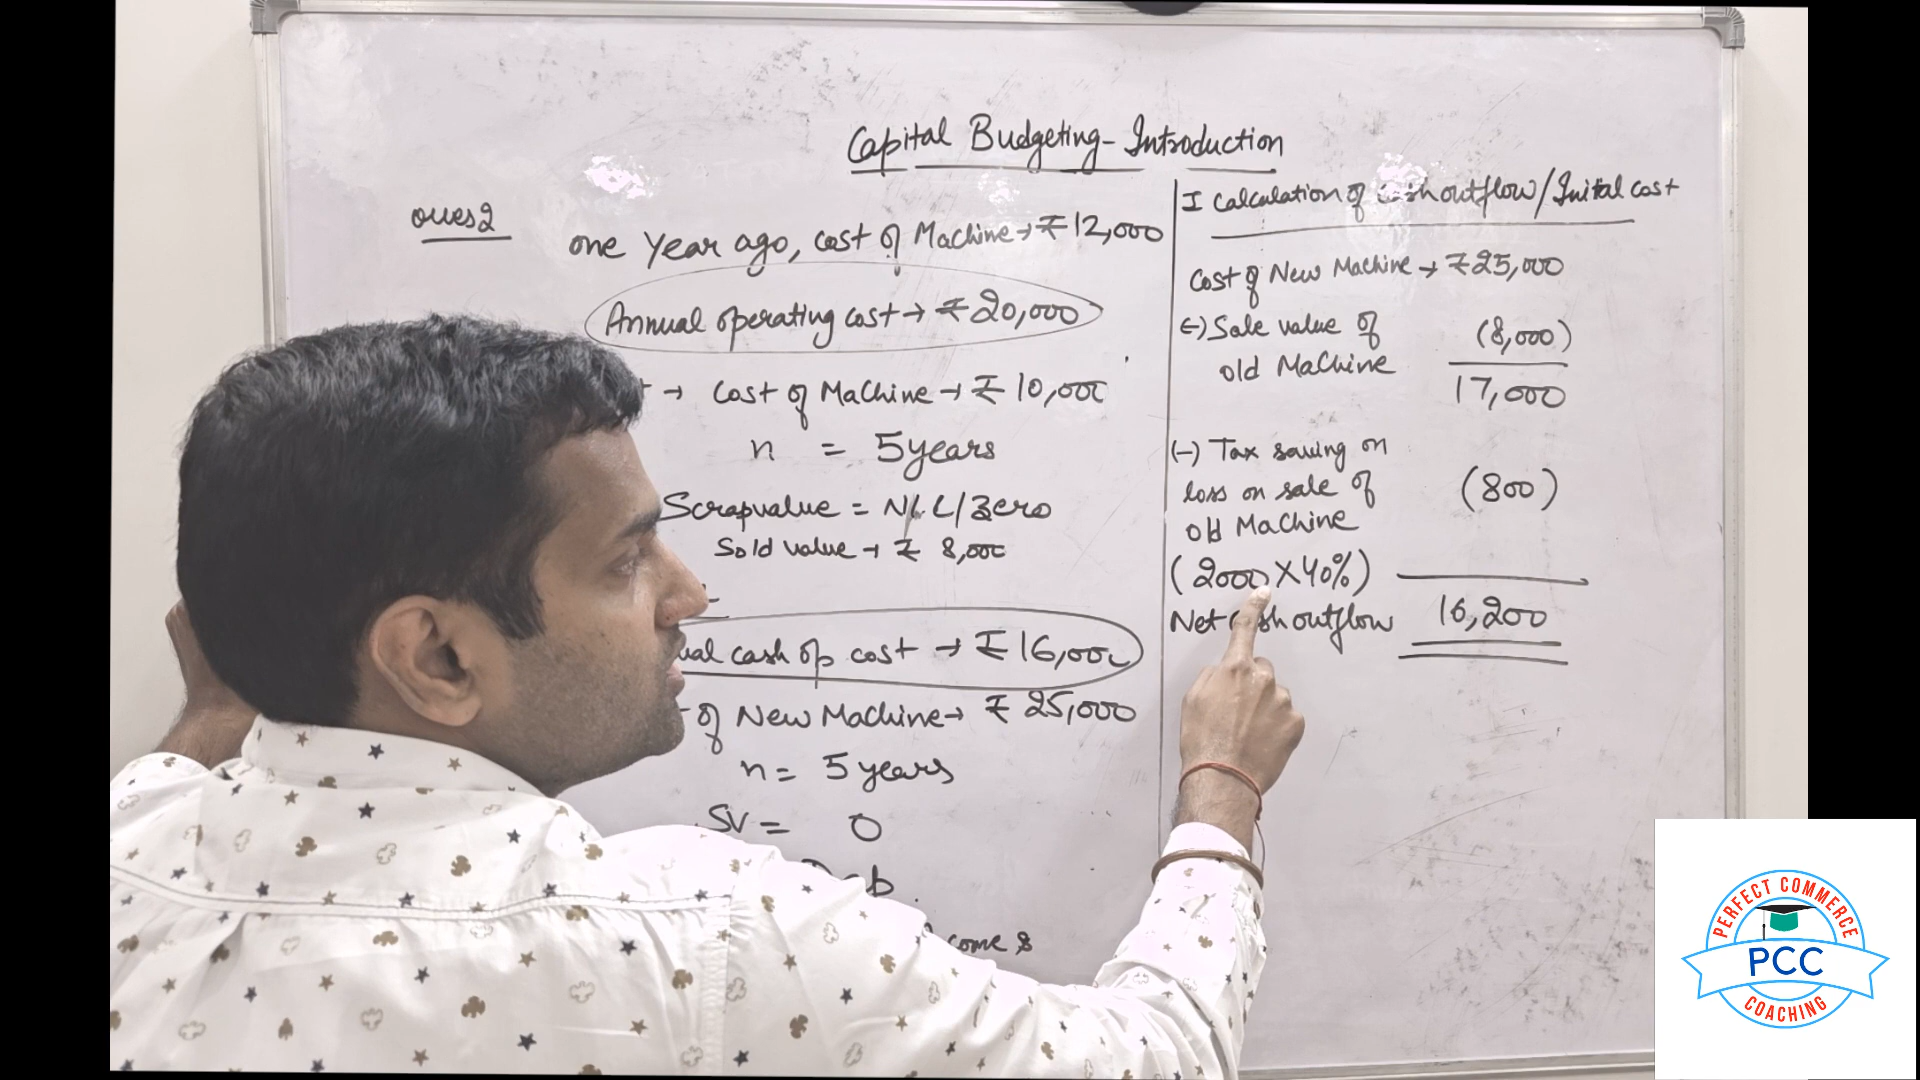 Capital Budgeting-Introduction
Ques2
one Year ago, cost of Machine → ₹12,000
Annual operating cost → ₹20,000
→ Cost of Machine → ₹ 10,000
n = 5years
Scrapvalue = NIL/Zero
Sold value → ₹ 8,000
cash op cost → ₹16,000
of New Machine → ₹ 25,000
n = 5years
SV = 0
I Calculation of Cash outflow/Inital cost
Cost of New Machine → ₹25,000
(-) Sale value of
old Machine (8,000)
17,000
(-) Tax saving on
loss on sale of (800)
old Machine
(2000X40%)
Net outflow 16,200
PERFECT COMMERCE
PCC
COACHING